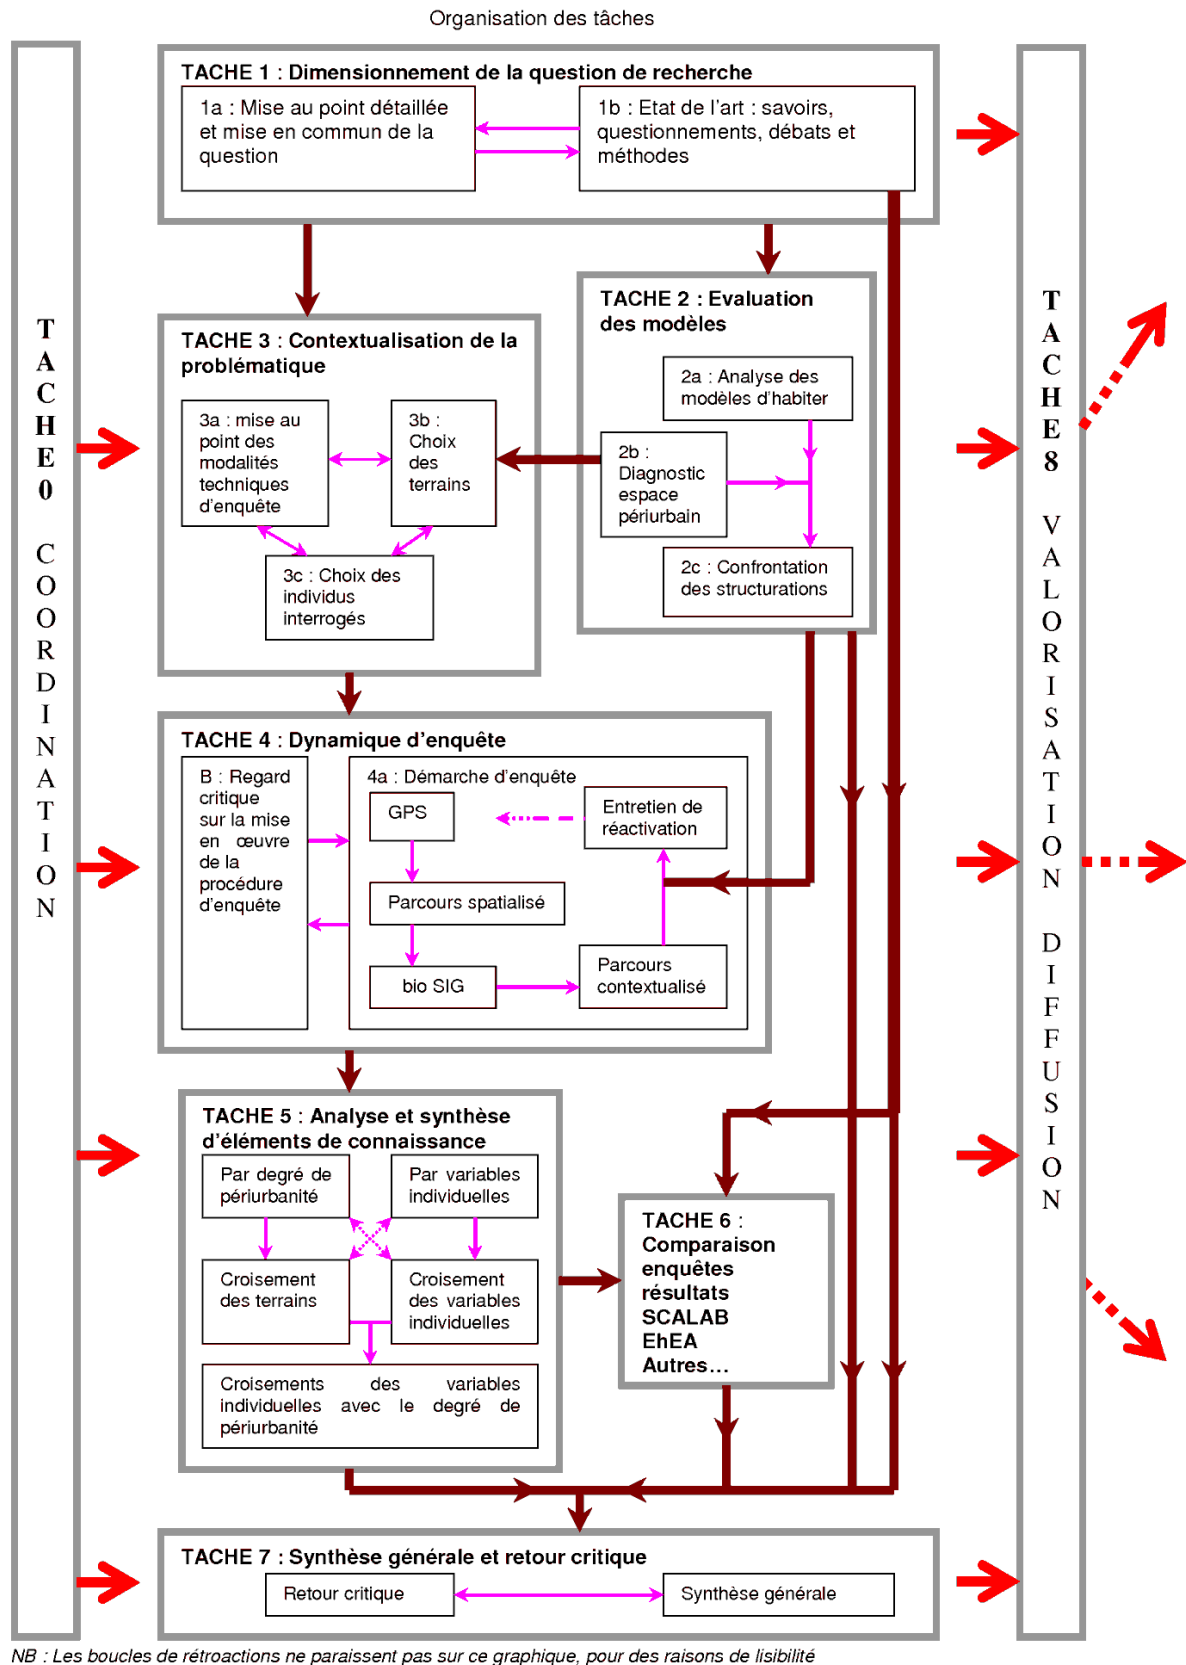 Organisation des tâches
TACHE 0 COORDINATION
TACHE 1 : Dimensionnement de la question de recherche
1a : Mise au point détaillée
et mise en commun de la
question
1b : Etat de l'art : savoirs,
questionnements, débats et
méthodes
TACHE 2 : Evaluation
des modèles
2a : Analyse des
modèles d'habiter
2b :
Diagnostic
espace
périurbain
2c : Confrontation
des structurations
TACHE 3 : Contextualisation de la
problématique
3a : mise au
point des
modalités
techniques
d'enquête
3b :
Choix
des
terrains
3c : Choix des
individus
interrogés
TACHE 4 : Dynamique d'enquête
B : Regard
critique
sur la mise
en œuvre
de la
procédure
d'enquête
4a : Démarche d'enquête
GPS
Entretien de
réactivation
Parcours spatialisé
bio SIG
Parcours
contextualisé
TACHE 5 : Analyse et synthèse
d'éléments de connaissance
Par degré de
périurbanité
Par variables
individuelles
Croisement
des terrains
Croisement
des variables
individuelles
Croisements des variables
individuelles avec le degré de
périurbanité
TACHE 6 :
Comparaison
enquêtes
résultats
SCALAB
EhEA
Autres...
TACHE 7 : Synthèse générale et retour critique
Retour critique
Synthèse générale
TACHE 8 VALORISATION DIFFUSION
NB : Les boucles de rétroactions ne paraissent pas sur ce graphique, pour des raisons de lisibilité